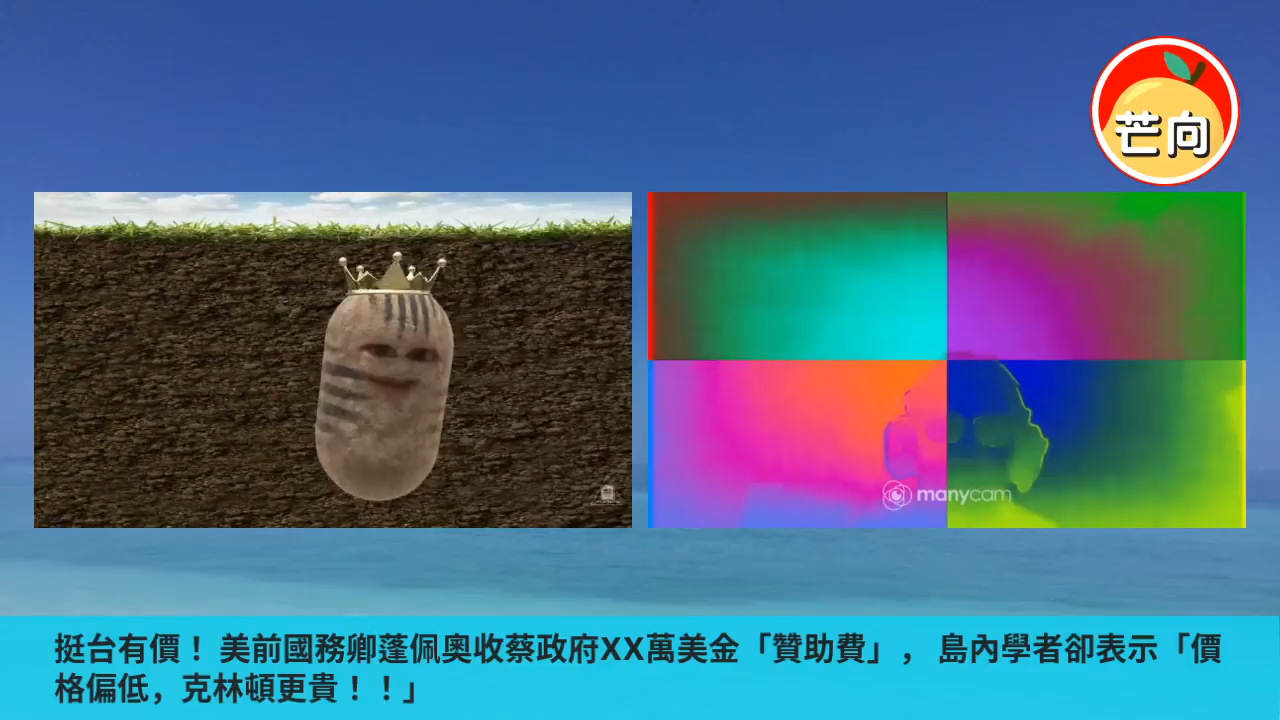 芒向
manycam
挺台有價！ 美前國務卿蓬佩奧收蔡政府XX萬美金「贊助費」， 島內學者卻表示「價
格偏低，克林頓更貴！！」